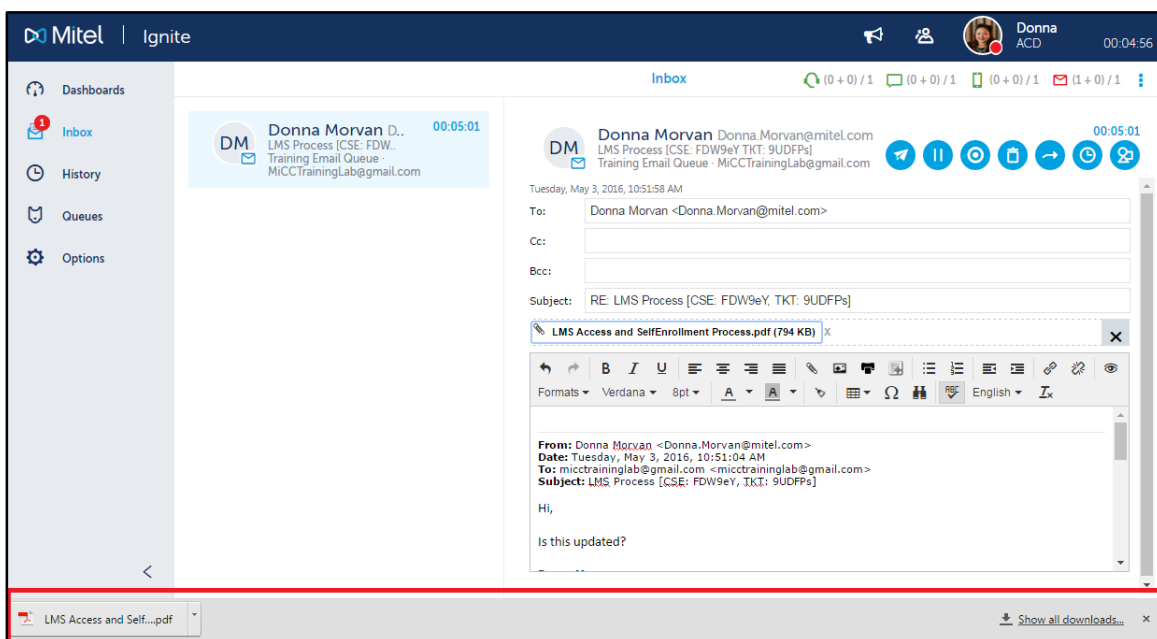 Mitel | Ignite
Donna
ACD
00:04:56
Dashboards
1
Inbox
History
Queues
Options
Inbox
(0 + 0) / 1
(0 + 0) / 1
(0 + 0) / 1
(1 + 0) / 1
DM
Donna Morvan D..
00:05:01
LMS Process [CSE: FDW..
Training Email Queue ·
MiCCTrainingLab@gmail.com
DM
Donna Morvan Donna.Morvan@mitel.com
LMS Process [CSE: FDW9eY TKT: 9UDFPs]
Training Email Queue · MiCCTrainingLab@gmail.com
00:05:01
Tuesday, May 3, 2016, 10:51:58 AM
To: Donna Morvan <Donna.Morvan@mitel.com>
Cc:
Bcc:
Subject: RE: LMS Process [CSE: FDW9eY, TKT: 9UDFPs]
LMS Access and SelfEnrollment Process.pdf (794 KB) X
B I U
Formats Verdana 8pt A A Ω ABC English Tx
From: Donna Morvan <Donna.Morvan@mitel.com>
Date: Tuesday, May 3, 2016, 10:51:04 AM
To: micctraininglab@gmail.com <micctraininglab@gmail.com>
Subject: LMS Process [CSE: FDW9eY, TKT: 9UDFPs]
Hi,
Is this updated?
LMS Access and Self....pdf
Show all downloads...